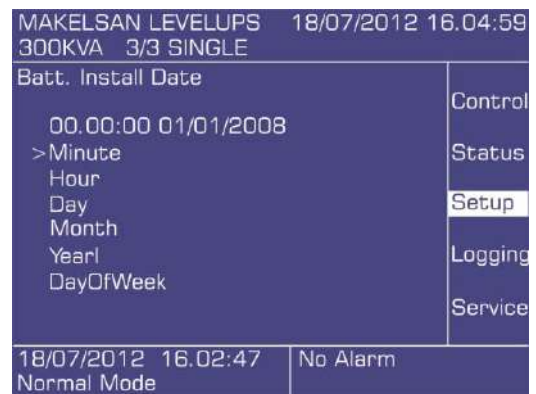 MAKELSAN LEVELUPS 18/07/2012 16.04:59
300KVA 3/3 SINGLE
Batt. Install Date
00.00:00 01/01/2008
>Minute
Hour
Day
Month
Yearl
DayOfWeek
Control
Status
Setup
Logging
Service
18/07/2012 16.02:47 No Alarm
Normal Mode